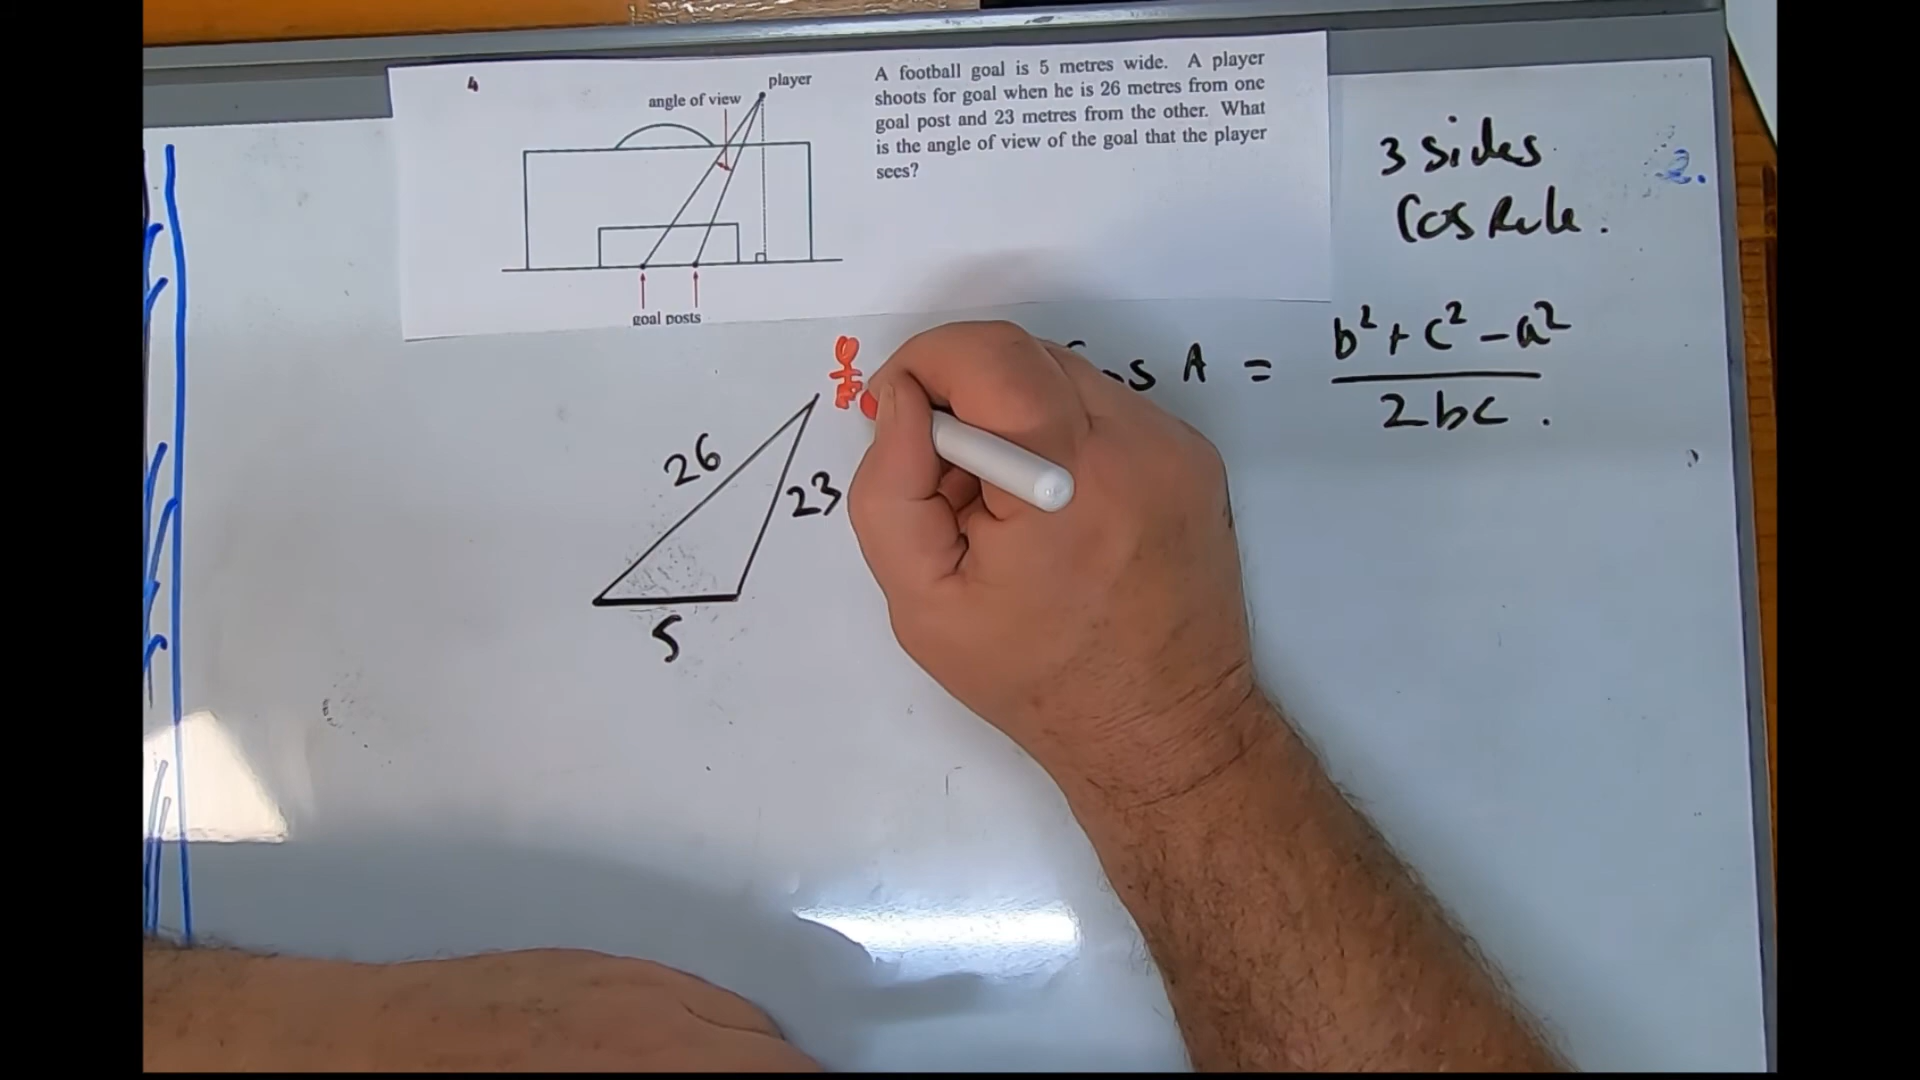 4
player
angle of view
goal posts
A football goal is 5 metres wide. A player
shoots for goal when he is 26 metres from one
goal post and 23 metres from the other. What
is the angle of view of the goal that the player
sees?
3 sides
Cos Rule.
2.
Cos A = b² + c² - a² / 2bc.
26
23
5